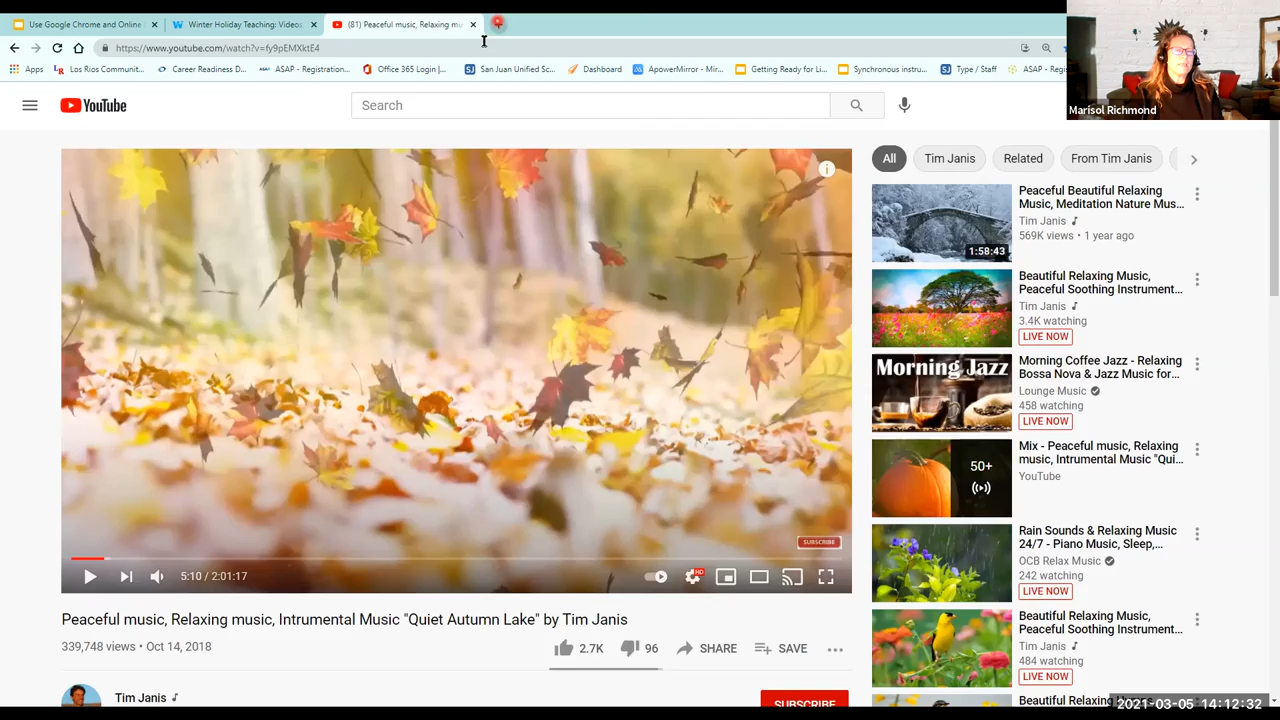 Use Google Chrome and Online
Winter Holiday Teaching: Videos,
(81) Peaceful music, Relaxing mu
https://www.youtube.com/watch?v=fy9pEMXktE4
Apps
Los Rios Communit...
Career Readiness D...
ASAP - Registration...
Office 365 Login |...
San Juan Unified Sc...
Dashboard
ApowerMirror - Mir...
Getting Ready for Li...
Synchronous instru...
Type / Staff
ASAP - Registra
Marisol Richmond
YouTube
Search
SUBSCRIBE
5:10 / 2:01:17
HD
Peaceful music, Relaxing music, Intrumental Music "Quiet Autumn Lake" by Tim Janis
339,748 views • Oct 14, 2018
2.7K
96
SHARE
SAVE
Tim Janis
SUBSCRIBE
All
Tim Janis
Related
From Tim Janis
1:58:43
Peaceful Beautiful Relaxing
Music, Meditation Nature Mus...
Tim Janis
569K views • 1 year ago
Beautiful Relaxing Music,
Peaceful Soothing Instrument...
Tim Janis
3.4K watching
LIVE NOW
Morning Jazz
Morning Coffee Jazz - Relaxing
Bossa Nova & Jazz Music for...
Lounge Music
458 watching
LIVE NOW
50+
Mix - Peaceful music, Relaxing
music, Intrumental Music "Qui...
YouTube
Rain Sounds & Relaxing Music
24/7 - Piano Music, Sleep,...
OCB Relax Music
242 watching
LIVE NOW
Beautiful Relaxing Music,
Peaceful Soothing Instrument...
Tim Janis
484 watching
LIVE NOW
Beautiful Relaxing
2021-03-05 14:12:32